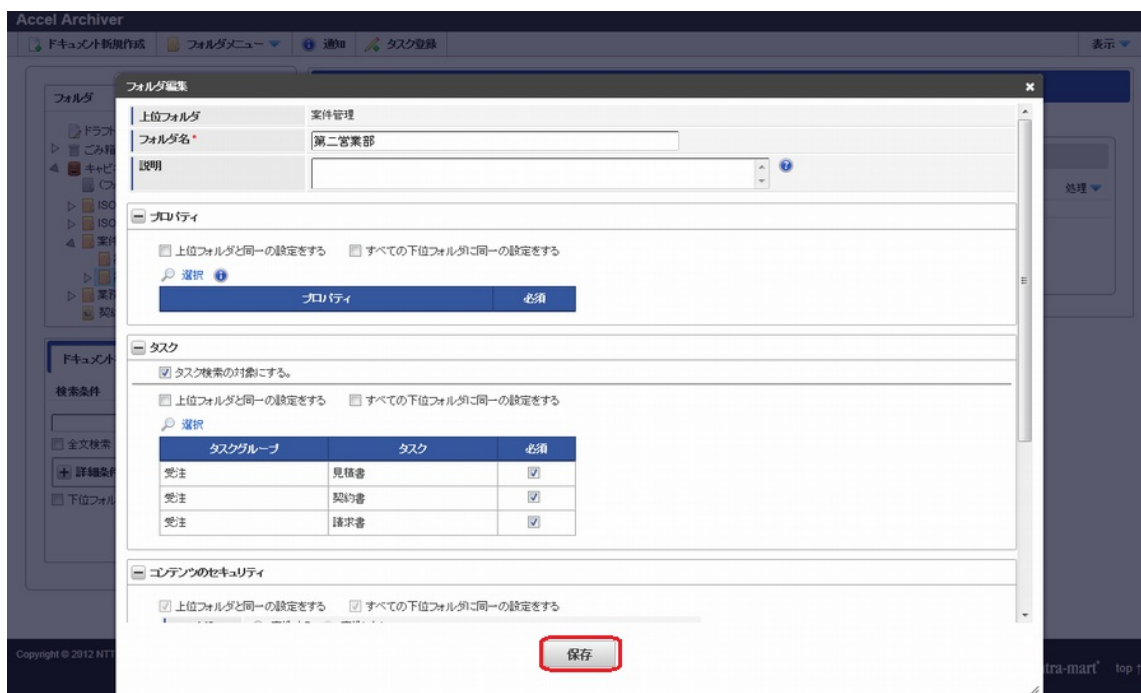 Accel Archiver
ドキュメント新規作成 フォルダメニュー 通知 タスク登録 表示
フォルダ
ドラフト
ごみ箱
キャビ
(フ
ISO
ISO
案件
業務
契約
処理
ドキュメント
検索条件
全文検索
詳細条件
下位フォル
フォルダ編集
上位フォルダ 案件管理
フォルダ名* 第二営業部
説明
プロパティ
上位フォルダと同一の設定をする すべての下位フォルダに同一の設定をする
選択
プロパティ 必須
タスク
タスク検索の対象にする。
上位フォルダと同一の設定をする すべての下位フォルダに同一の設定をする
選択
タスクグループ タスク 必須
受注 見積書
受注 契約書
受注 請求書
コンテンツのセキュリティ
上位フォルダと同一の設定をする すべての下位フォルダに同一の設定をする
保存
Copyright © 2012 NTT
tra-mart top ↑